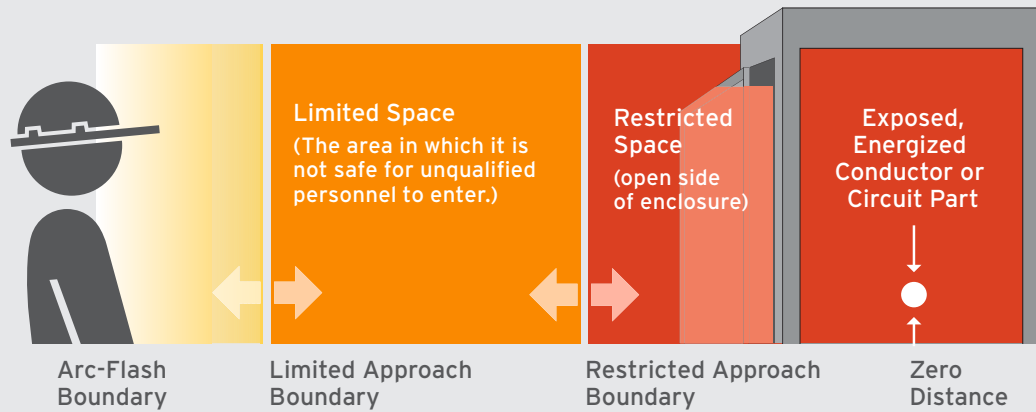 Limited Space
(The area in which it is
not safe for unqualified
personnel to enter.)
Restricted
Space
(open side
of enclosure)
Exposed,
Energized
Conductor or
Circuit Part
Arc-Flash
Boundary
Limited Approach
Boundary
Restricted Approach
Boundary
Zero
Distance